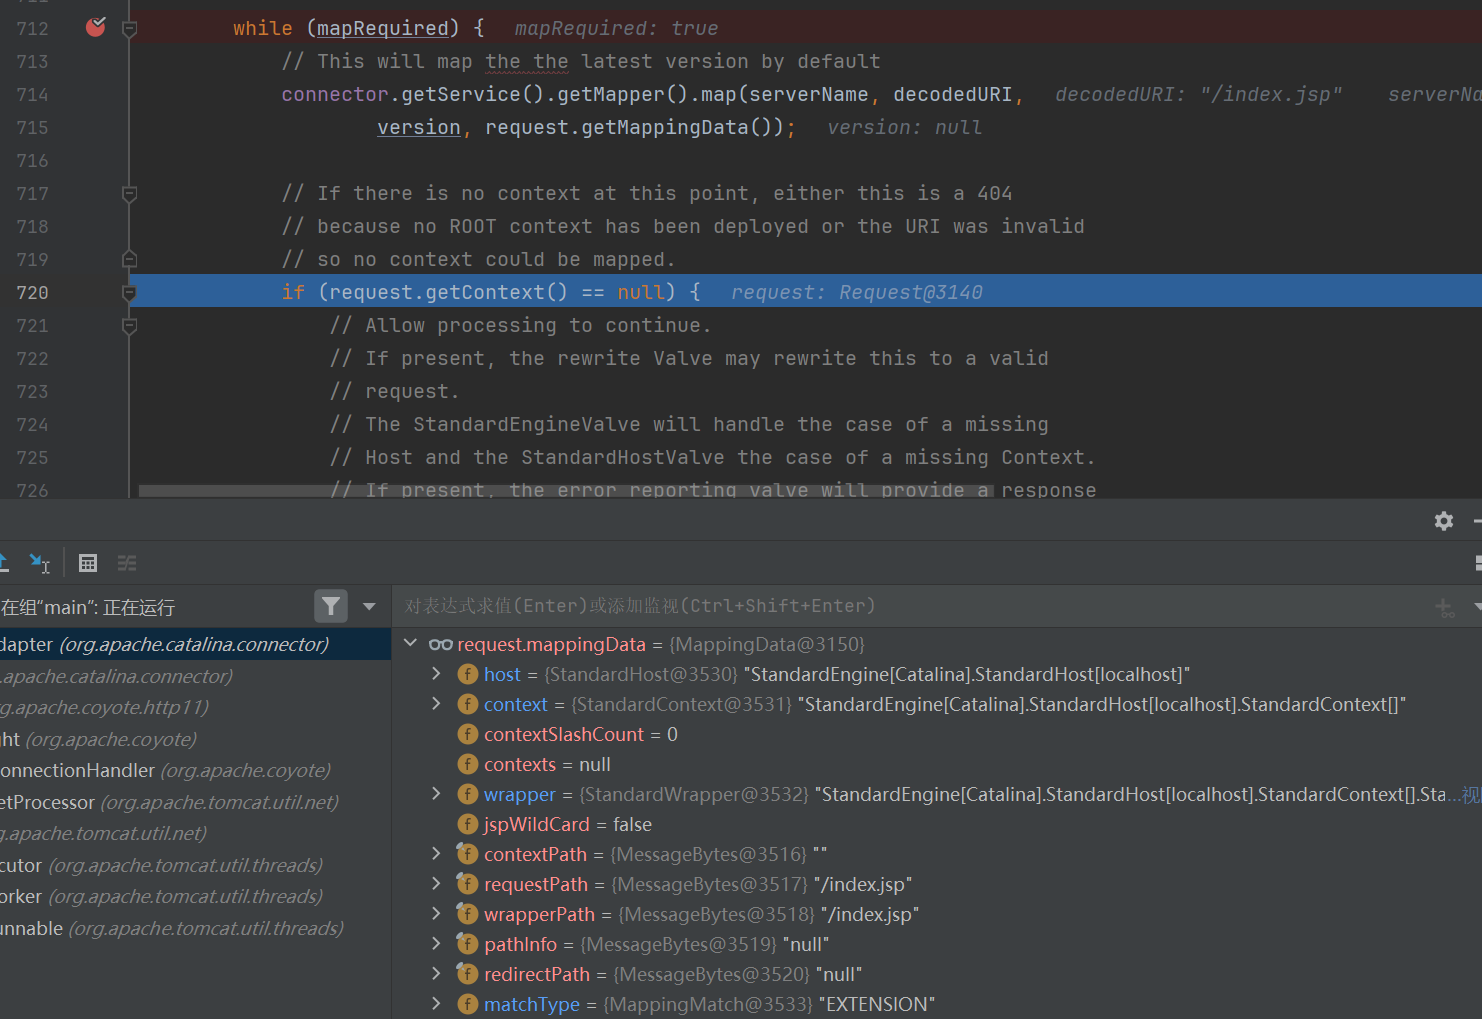 712 while (mapRequired) { mapRequired: true
713 // This will map the the latest version by default
714 connector.getService().getMapper().map(serverName, decodedURI, decodedURI: "/index.jsp" serverNa
715 version, request.getMappingData()); version: null
716
717 // If there is no context at this point, either this is a 404
718 // because no ROOT context has been deployed or the URI was invalid
719 // so no context could be mapped.
720 if (request.getContext() == null) { request: Request@3140
721 // Allow processing to continue.
722 // If present, the rewrite Valve may rewrite this to a valid
723 // request.
724 // The StandardEngineValve will handle the case of a missing
725 // Host and the StandardHostValve the case of a missing Context.
726 // If present, the error reporting valve will provide a response
在组"main": 正在运行
dapter (org.apache.catalina.connector)
.apache.catalina.connector)
rg.apache.coyote.http11)
ght (org.apache.coyote)
onnectionHandler (org.apache.coyote)
etProcessor (org.apache.tomcat.util.net)
g.apache.tomcat.util.net)
cutor (org.apache.tomcat.util.threads)
orker (org.apache.tomcat.util.threads)
unnable (org.apache.tomcat.util.threads)
对表达式求值(Enter)或添加监视(Ctrl+Shift+Enter)
request.mappingData = {MappingData@3150}
host = {StandardHost@3530} "StandardEngine[Catalina].StandardHost[localhost]"
context = {StandardContext@3531} "StandardEngine[Catalina].StandardHost[localhost].StandardContext[]"
contextSlashCount = 0
contexts = null
wrapper = {StandardWrapper@3532} "StandardEngine[Catalina].StandardHost[localhost].StandardContext[].Sta...视
jspWildCard = false
contextPath = {MessageBytes@3516} ""
requestPath = {MessageBytes@3517} "/index.jsp"
wrapperPath = {MessageBytes@3518} "/index.jsp"
pathInfo = {MessageBytes@3519} "null"
redirectPath = {MessageBytes@3520} "null"
matchType = {MappingMatch@3533} "EXTENSION"